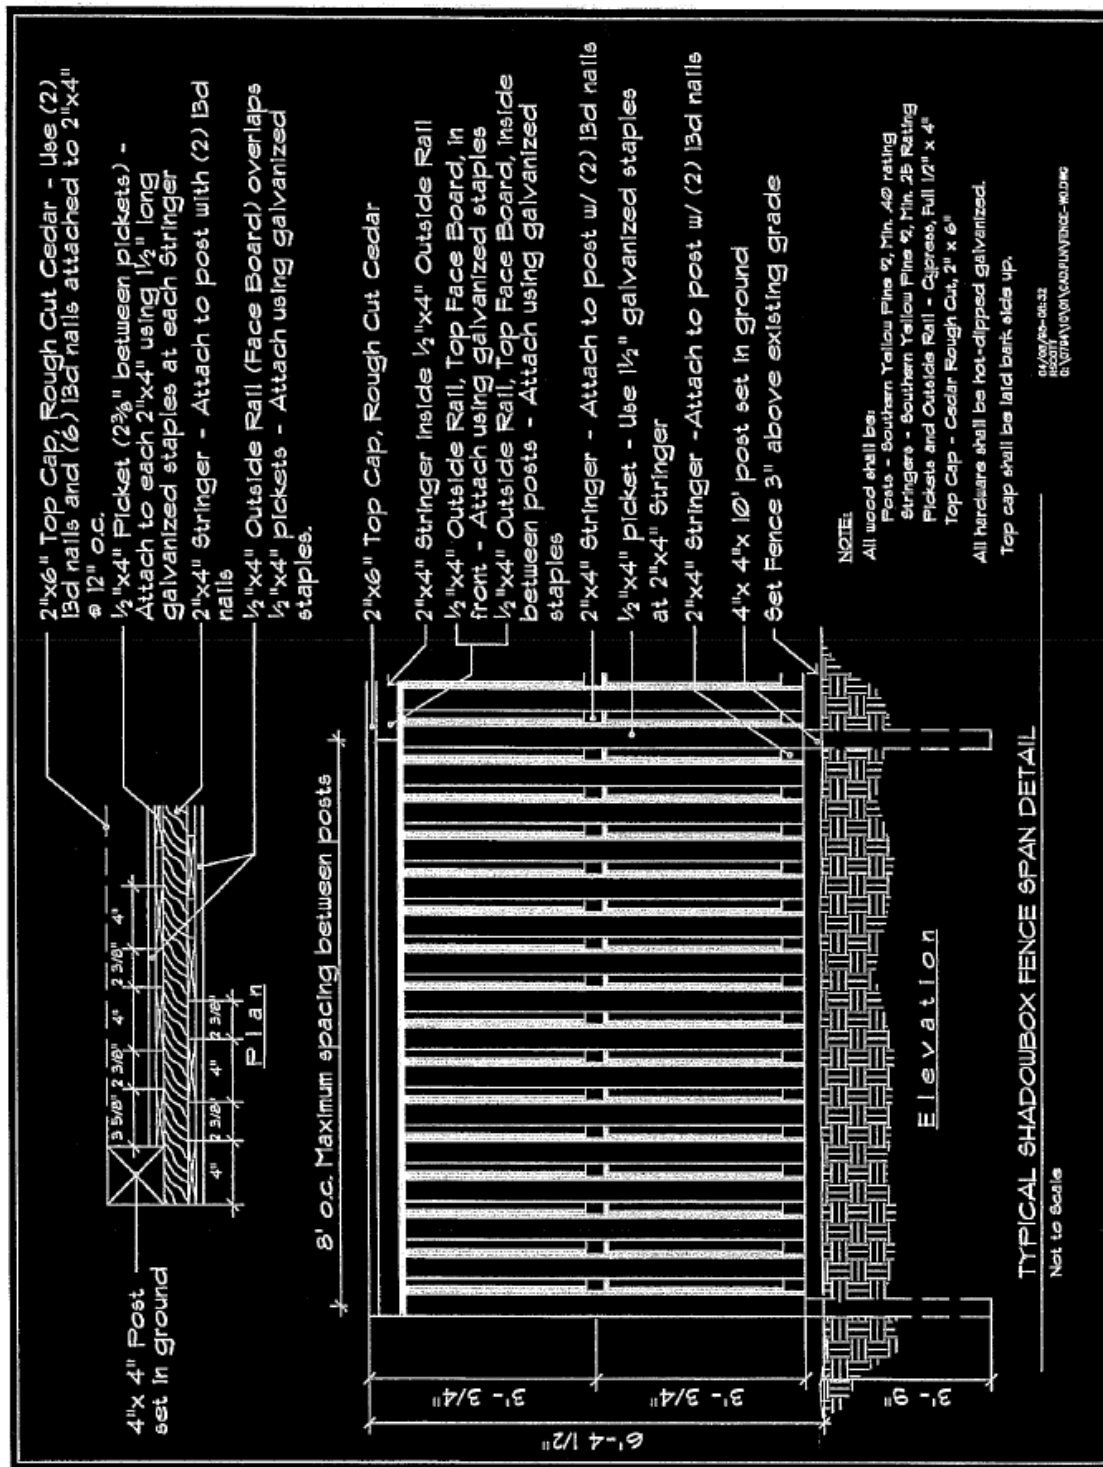 2"x6" Top Cap, Rough Cut Cedar - Use (2)
13d nails and (6) 13d nails attached to 2"x4"
@ 12" o.c.
1/2"x4" Picket (2 3/8" between pickets) -
Attach to each 2"x4" using 1 1/2" long
galvanized staples at each Stringer
2"x4" Stringer - Attach to post with (2) 13d
nails
1/2"x4" Outside Rail (Face Board) overlaps
1/2"x4" pickets - Attach using galvanized
staples.
4"x 4" Post
set in ground
3 5/8"
2 3/8"
4"
2 3/8"
4"
4"
2 3/8"
4"
2 3/8"
Plan
8' o.c. Maximum spacing between posts
2"x6" Top Cap, Rough Cut Cedar
2"x4" Stringer inside 1/2"x4" Outside Rail
1/2"x4" Outside Rail, Top Face Board, in
front - Attach using galvanized staples
1/2"x4" Outside Rail, Top Face Board, inside
between posts - Attach using galvanized
staples
2"x4" Stringer - Attach to post w/ (2) 13d nails
1/2"x4" picket - Use 1 1/2" galvanized staples
at 2"x4" Stringer
2"x4" Stringer -Attach to post w/ (2) 13d nails
4"x 4"x 10' post set in ground
Set Fence 3" above existing grade
3'- 3/4"
3'- 3/4"
6'-4 1/2"
3'- 9"
Elevation
NOTE:
All wood shall be:
Posts - Southern Yellow Pine #2, Min. .40 rating
Stringers - Southern Yellow Pine #2, Min. .25 Rating
Pickets and Outside Rail - Cypress, Full 1/2" x 4"
Top Cap - Cedar Rough Cut, 2" x 6"
All hardware shall be hot-dipped galvanized.
Top cap shall be laid bark side up.
TYPICAL SHADOWBOX FENCE SPAN DETAIL
Not to Scale